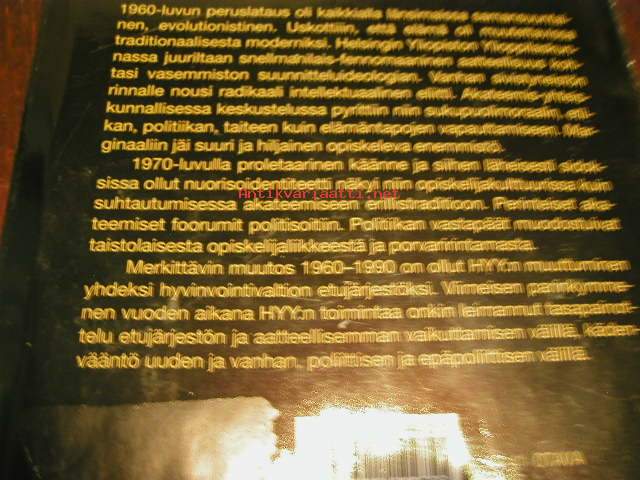 1960-luvun peruslataus oli kaikkialla länsimaissa samansuuntai-
nen, evolutionistinen. Uskottiin, että elämä oli muuttumassa
traditionaalisesta moderniksi. Helsingin Yliopiston Ylioppilaskun-
nassa juuriltaan snellmanilais-fennomaaninen aatteellisuus
tasi vasemmiston suunnitteluideologian. Vanhan sivistyneistön
rinnalle nousi radikaali intellektuaalinen eliitti. Akateemis-yhteis-
kunnallisessa keskustelussa pyrittiin niin sukupuolimoraalin, eti-
kan, politiikan, taiteen kuin elämäntapojen vapauttamiseen. Mar-
ginaaliin jäi suuri ja hiljainen opiskeleva enemmistö.
1970-luvulla proletaarinen käänne ja siihen läheisesti sidok-
sissa ollut nuorisoidentiteetti näkyi niin opiskelijakulttuurissa kuin
suhtautumisessa akateemiseen eliittitraditioon. Perinteiset aka-
teemiset foorumit politisoitiin. Politiikan vastapäät muodostuivat
taistolaisesta opiskelijaliikkeestä ja porvaririntamasta.
Merkittävin muutos 1960–1990 on ollut HYY:n muuttuminen
yhdeksi hyvinvointivaltion etujärjestöksi. Viimeisen parinkymme-
nen vuoden aikana HYY:n toimintaa onkin leimannut tasapainot-
telu etujärjestön ja aatteellisemman vaikuttamisen välillä, käden-
vääntö uuden ja vanhan, poliittisen ja epäpoliittisen välillä.
Antikvariaatti.net
OTAVA